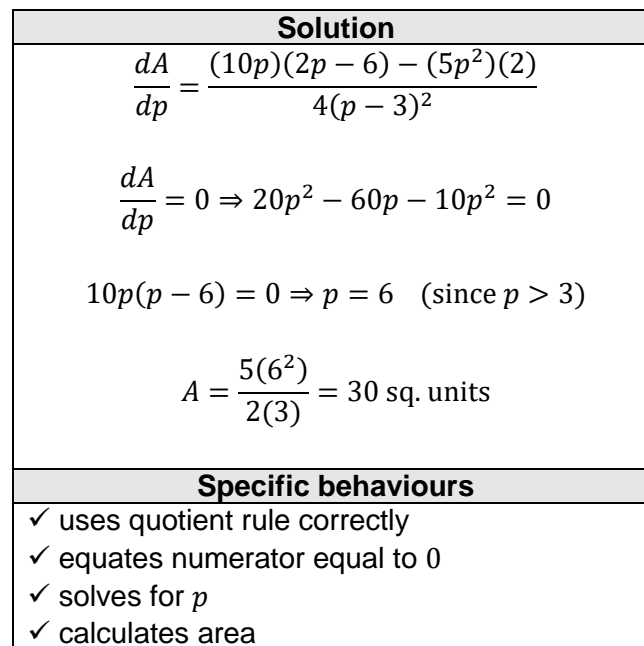 Solution
dA/dp = (10p)(2p − 6) − (5p²)(2) / 4(p − 3)²
dA/dp = 0 ⇒ 20p² − 60p − 10p² = 0
10p(p − 6) = 0 ⇒ p = 6 (since p > 3)
A = 5(6²) / 2(3) = 30 sq. units
Specific behaviours
✓ uses quotient rule correctly
✓ equates numerator equal to 0
✓ solves for p
✓ calculates area